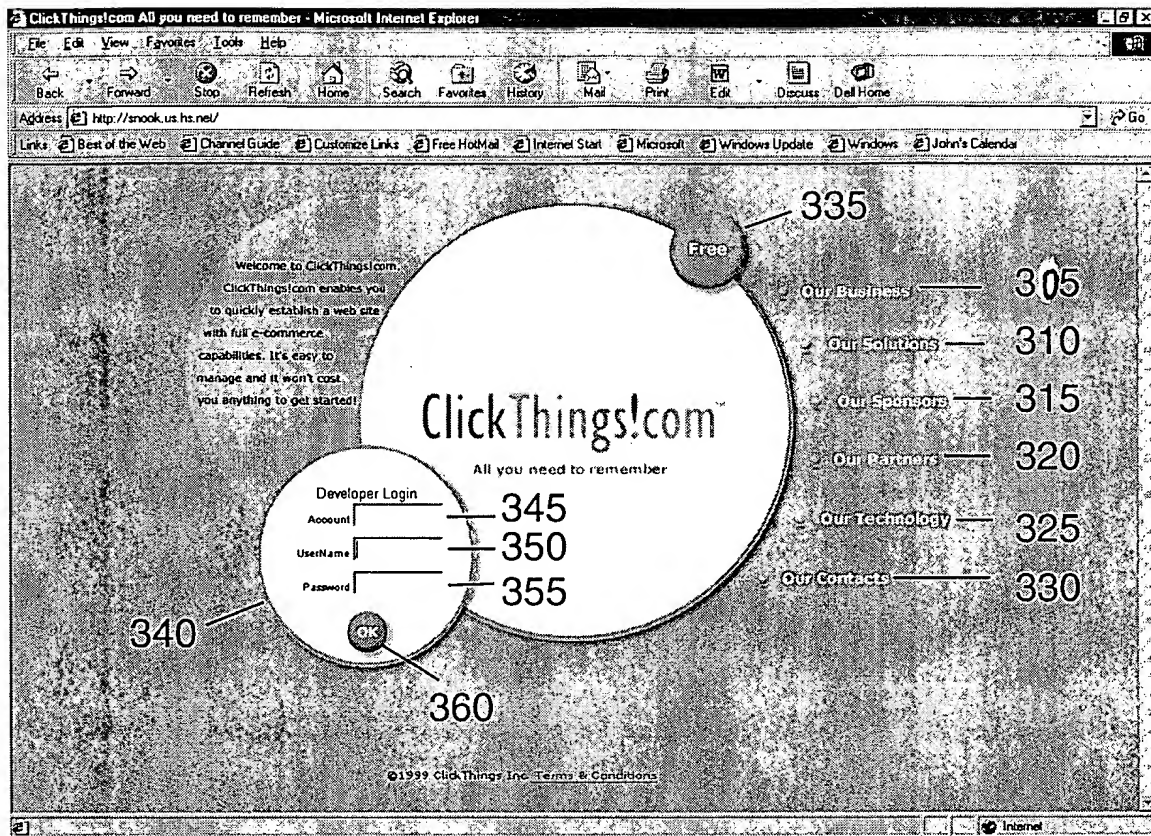 ClickThings!com All you need to remember - Microsoft Internet Explorer
File Edit View Favorites Tools Help
Back Forward Stop Refresh Home Search Favorites History Mail Print Edit Discuss Dell Home
Address http://snook.us.hs.net/ Go
Links Best of the Web Channel Guide Customize Links Free HotMail Internet Start Microsoft Windows Update Windows John's Calendar
Welcome to ClickThings!com.
ClickThings!com enables you
to quickly establish a web site
with full e-commerce
capabilities. It's easy to
manage and it won't cost
you anything to get started!
Free 335
Our Business 305
Our Solutions 310
Our Sponsors 315
Our Partners 320
Our Technology 325
Our Contacts 330
ClickThings!com™
All you need to remember
Developer Login
Account 345
UserName 350
Password 355
OK
340
360
©1999 ClickThings Inc. Terms & Conditions
Internet